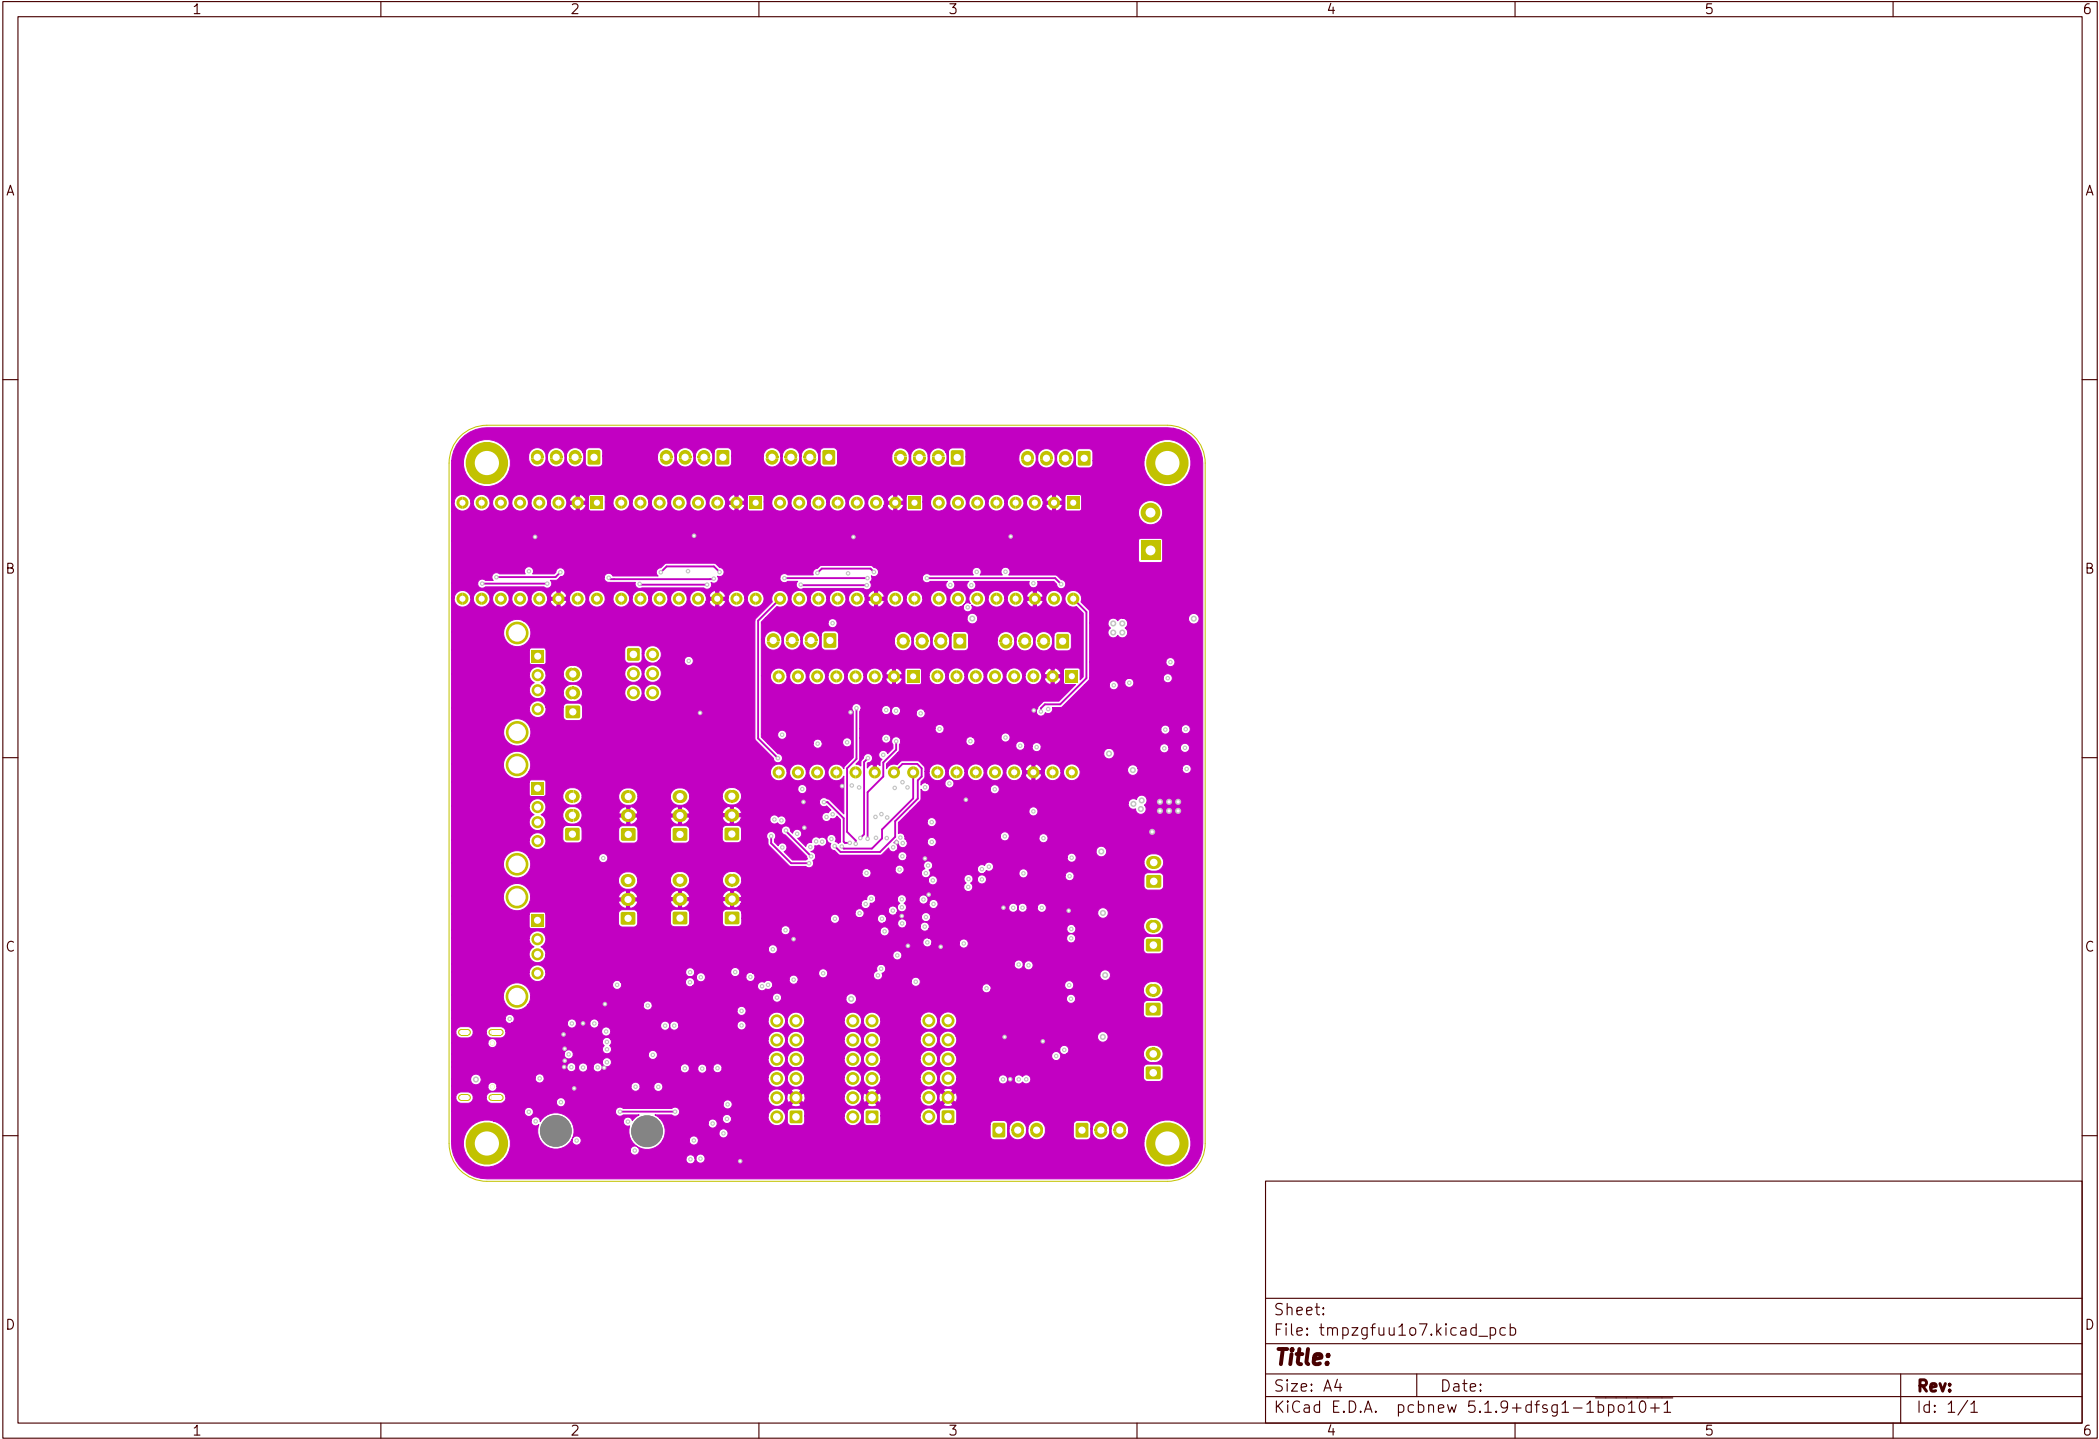 1 2 3 4 5 6
A A
B B
C C
D D
Sheet:
File: tmpzgfuu1o7.kicad_pcb
Title:
Size: A4 Date: Rev:
KiCad E.D.A. pcbnew 5.1.9+dfsg1-1bpo10+1 Id: 1/1
1 2 3 4 5 6